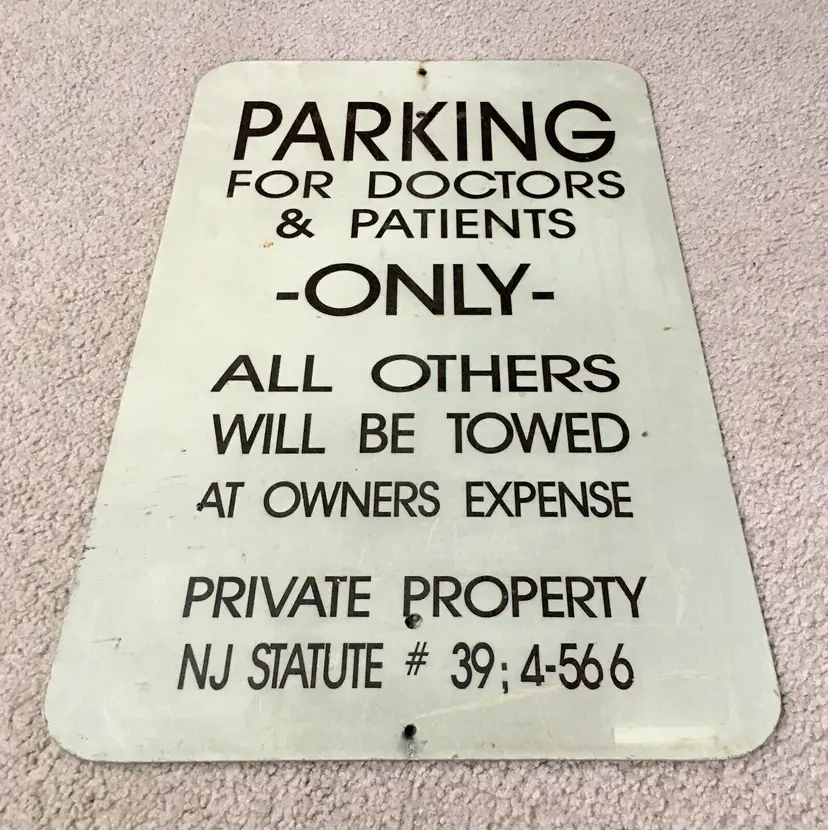 PARKING
FOR DOCTORS
& PATIENTS
-ONLY-
ALL OTHERS
WILL BE TOWED
AT OWNERS EXPENSE
PRIVATE PROPERTY
NJ STATUTE # 39; 4-566